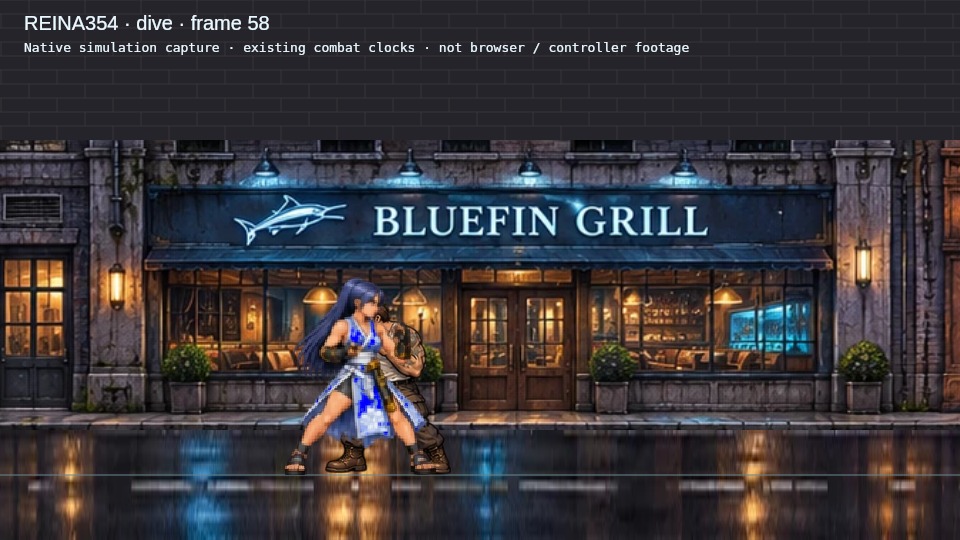 REINA354 · dive · frame 58
Native simulation capture · existing combat clocks · not browser / controller footage
BLUEFIN GRILL